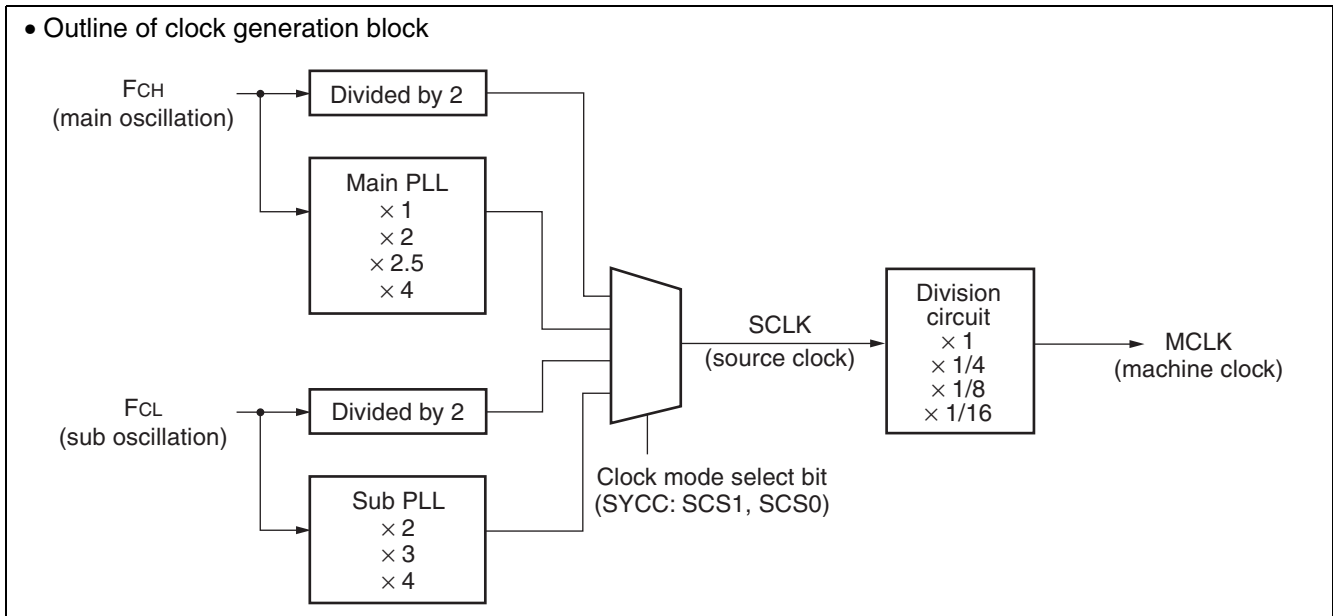 • Outline of clock generation block
FCH
(main oscillation)
Divided by 2
Main PLL
× 1
× 2
× 2.5
× 4
FCL
(sub oscillation)
Divided by 2
Sub PLL
× 2
× 3
× 4
Clock mode select bit
(SYCC: SCS1, SCS0)
SCLK
(source clock)
Division
circuit
× 1
× 1/4
× 1/8
× 1/16
MCLK
(machine clock)